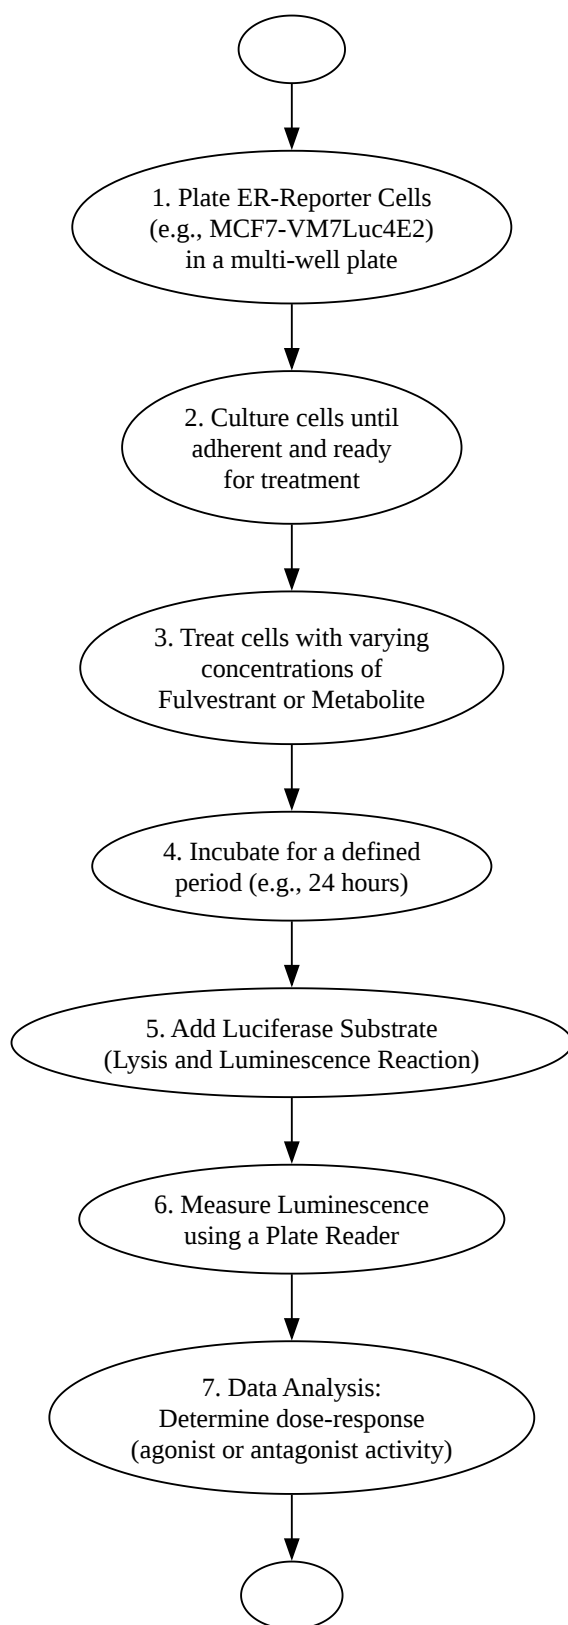 1. Plate ER-Reporter Cells
(e.g., MCF7-VM7Luc4E2)
in a multi-well plate
2. Culture cells until
adherent and ready
for treatment
3. Treat cells with varying
concentrations of
Fulvestrant or Metabolite
4. Incubate for a defined
period (e.g., 24 hours)
5. Add Luciferase Substrate
(Lysis and Luminescence Reaction)
6. Measure Luminescence
using a Plate Reader
7. Data Analysis:
Determine dose-response
(agonist or antagonist activity)